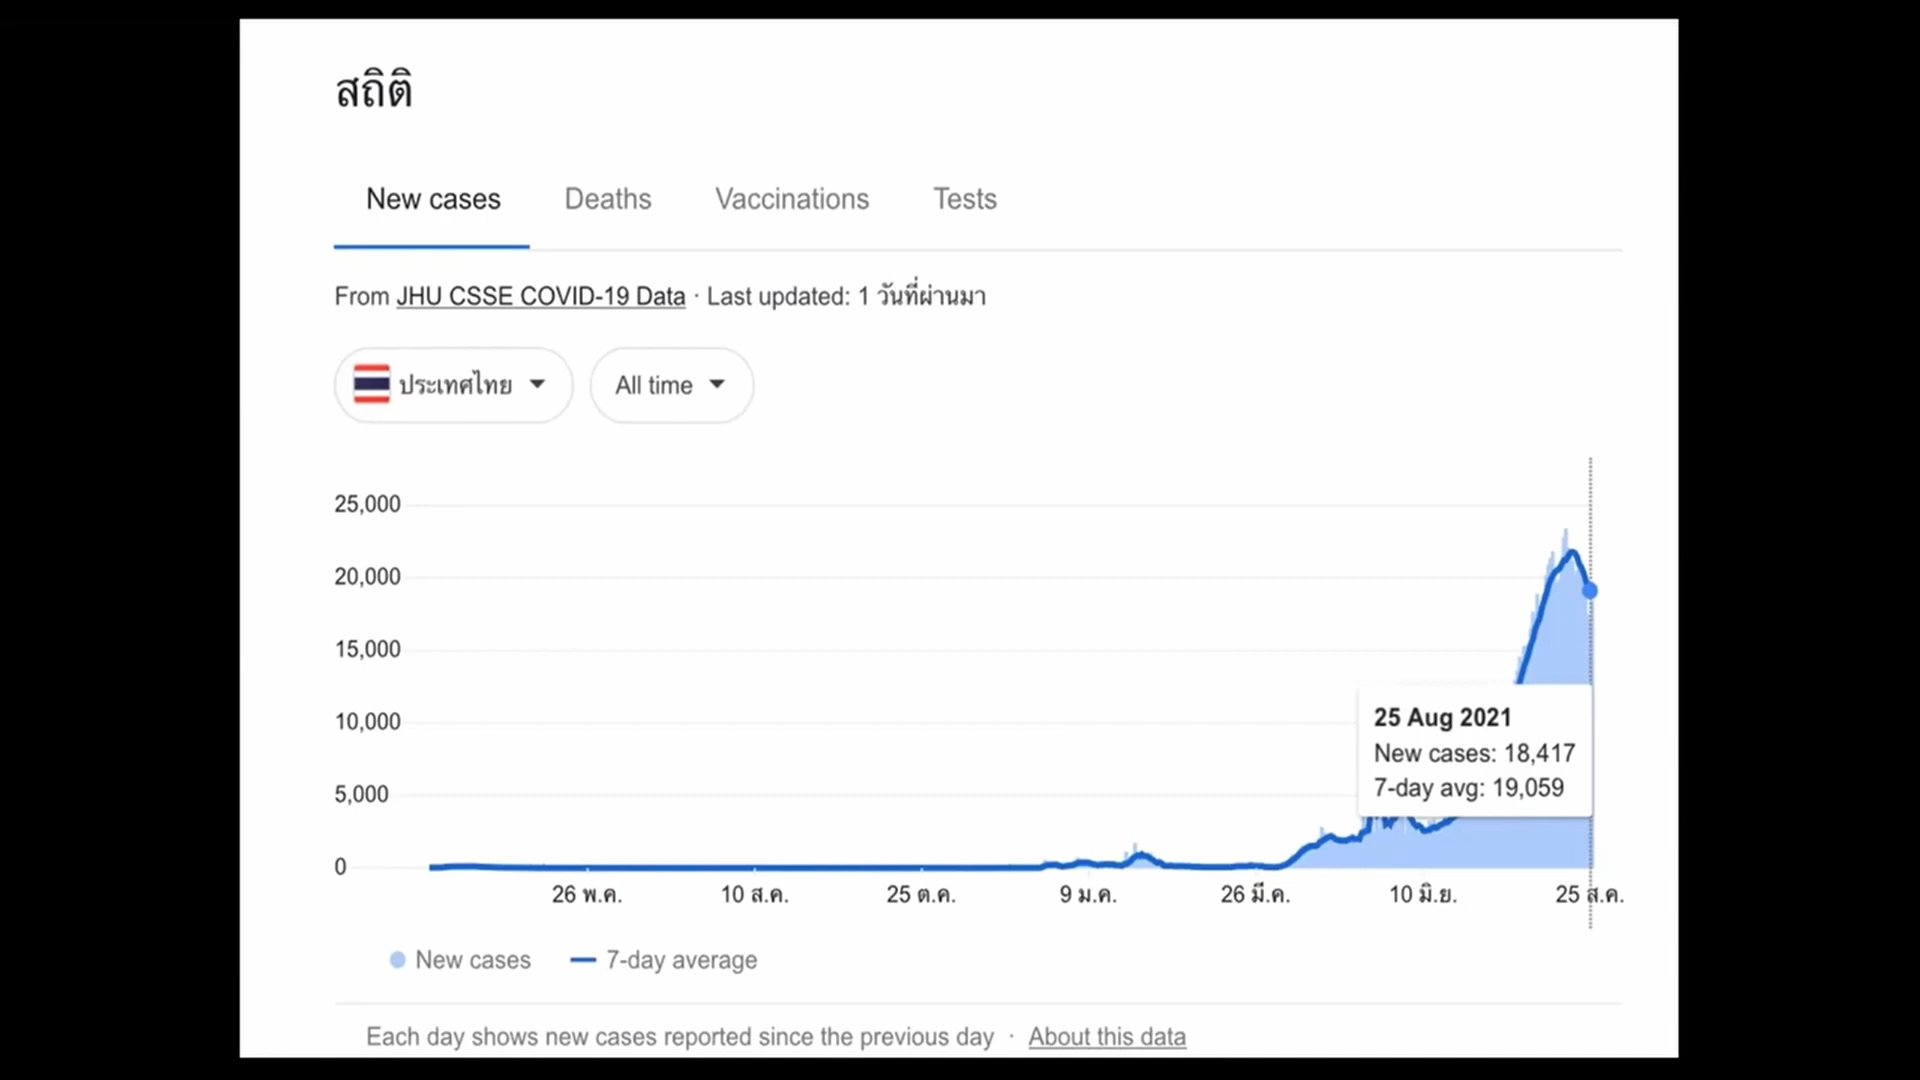 สถิติ
New cases Deaths Vaccinations Tests
From JHU CSSE COVID-19 Data · Last updated: 1 วันที่ผ่านมา
ประเทศไทย All time
25,000
20,000
15,000
10,000
5,000
0
25 Aug 2021
New cases: 18,417
7-day avg: 19,059
26 พ.ค. 10 ส.ค. 25 ต.ค. 9 ม.ค. 26 มี.ค. 10 มิ.ย. 25 ส.ค.
New cases 7-day average
Each day shows new cases reported since the previous day · About this data